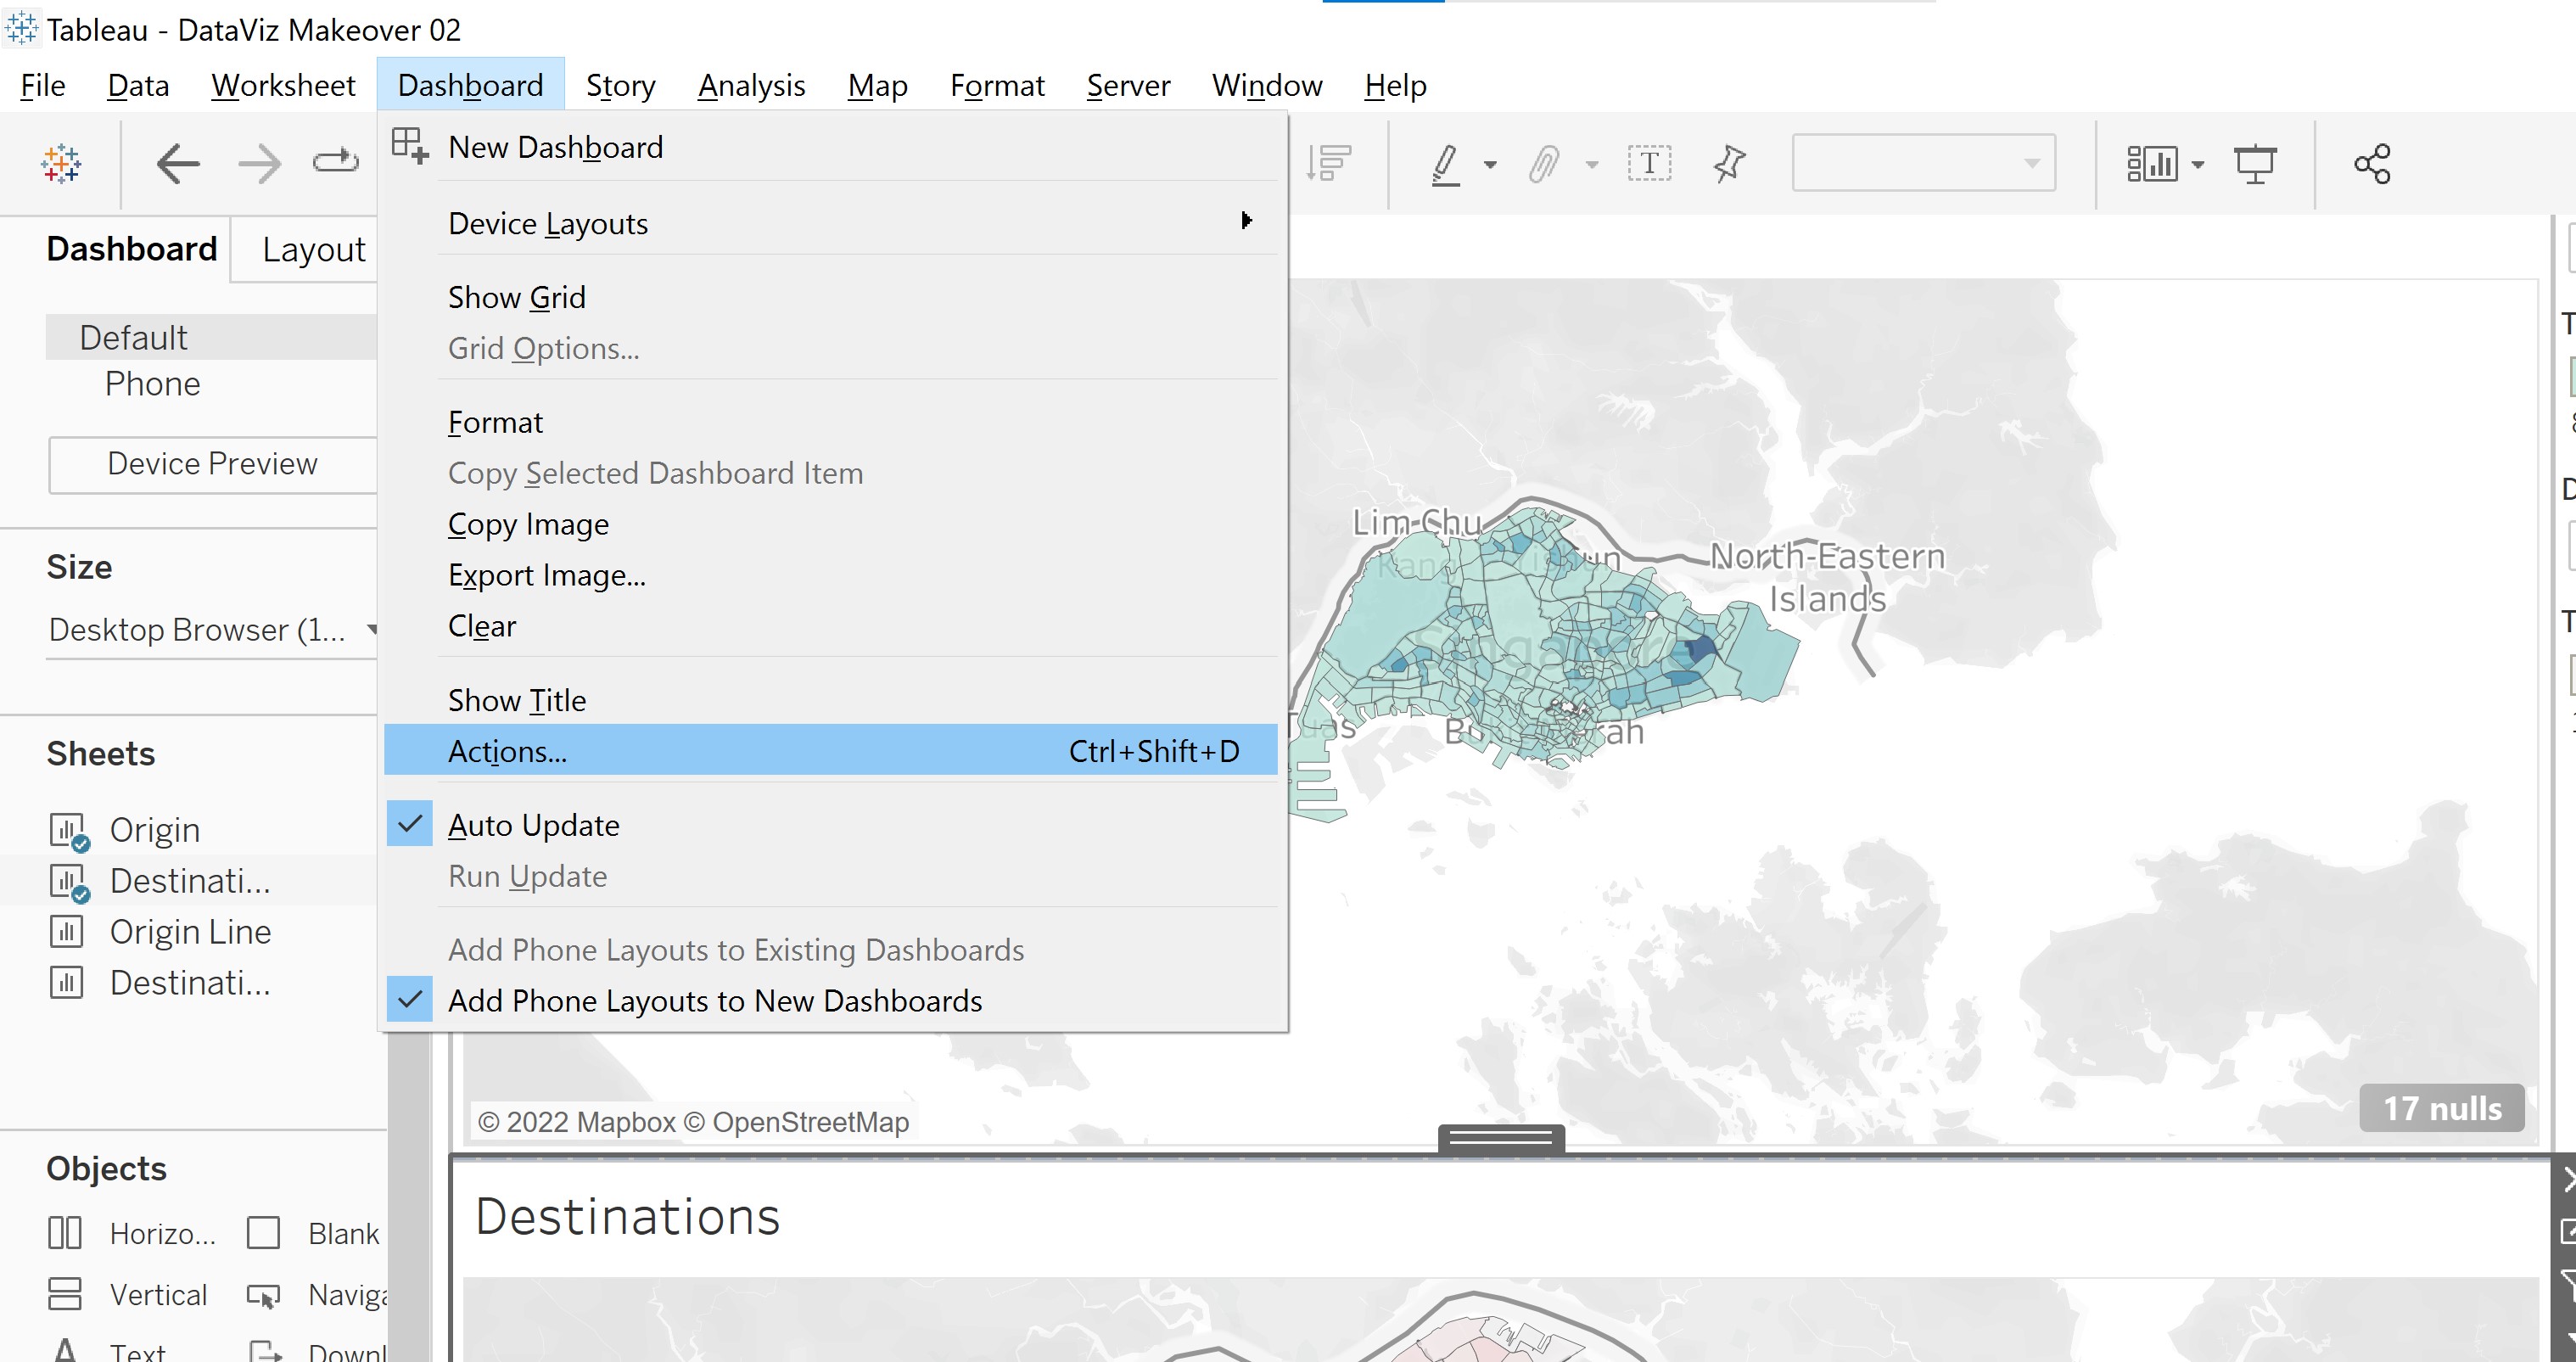 Tableau - DataViz Makeover 02
File Data Worksheet Dashboard Story Analysis Map Format Server Window Help
New Dashboard
Device Layouts
Show Grid
Grid Options...
Format
Copy Selected Dashboard Item
Copy Image
Export Image...
Clear
Show Title
Actions... Ctrl+Shift+D
Auto Update
Run Update
Add Phone Layouts to Existing Dashboards
Add Phone Layouts to New Dashboards
T
Dashboard Layout
Default
Phone
Device Preview
Size
Desktop Browser (1...
Sheets
Origin
Destinati...
Origin Line
Destinati...
Objects
Horizo... Blank
Vertical Naviga
A Text Downl
Lim Chu
Kang
North-Eastern
Islands
Singapore
Tuas
© 2022 Mapbox © OpenStreetMap
17 nulls
Destinations
T
D
T